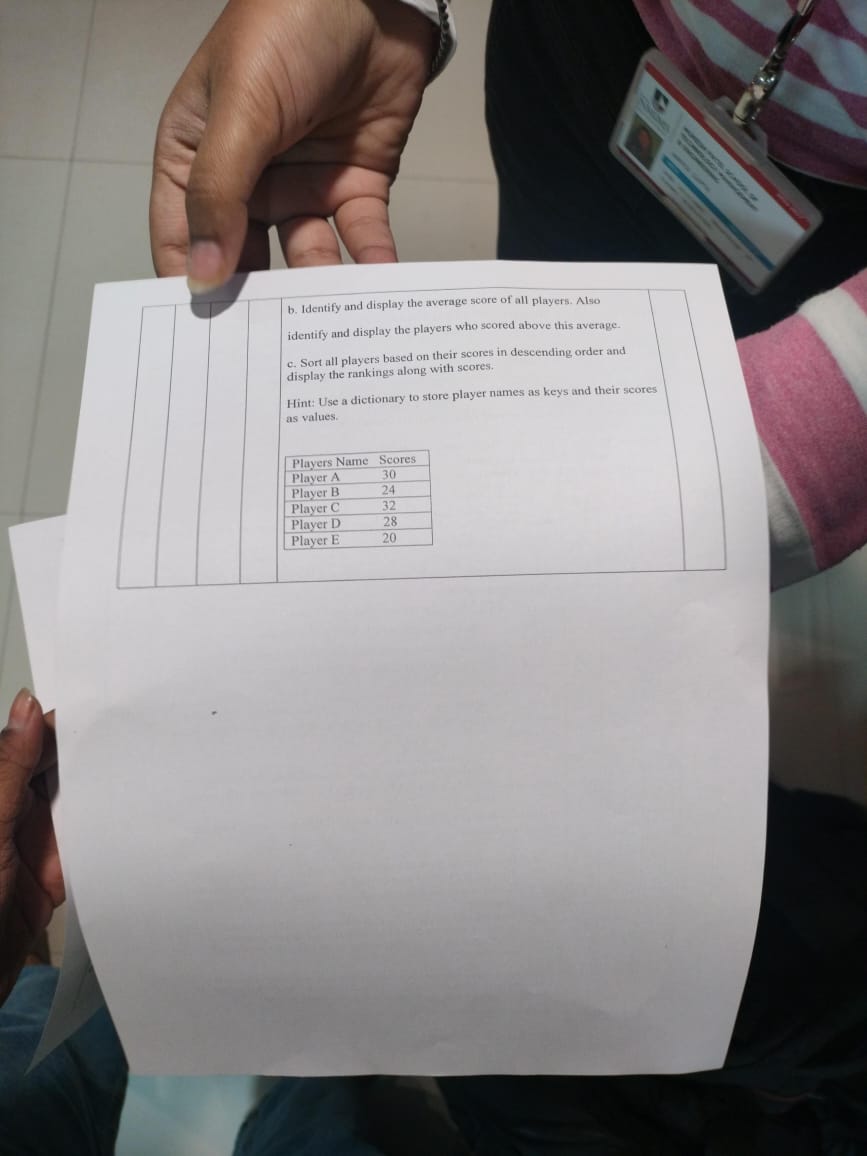 b. Identify and display the average score of all players. Also
identify and display the players who scored above this average.
c. Sort all players based on their scores in descending order and
display the rankings along with scores.
Hint: Use a dictionary to store player names as keys and their scores
as values.
Players Name Scores
Player A 30
Player B 24
Player C 32
Player D 28
Player E 20